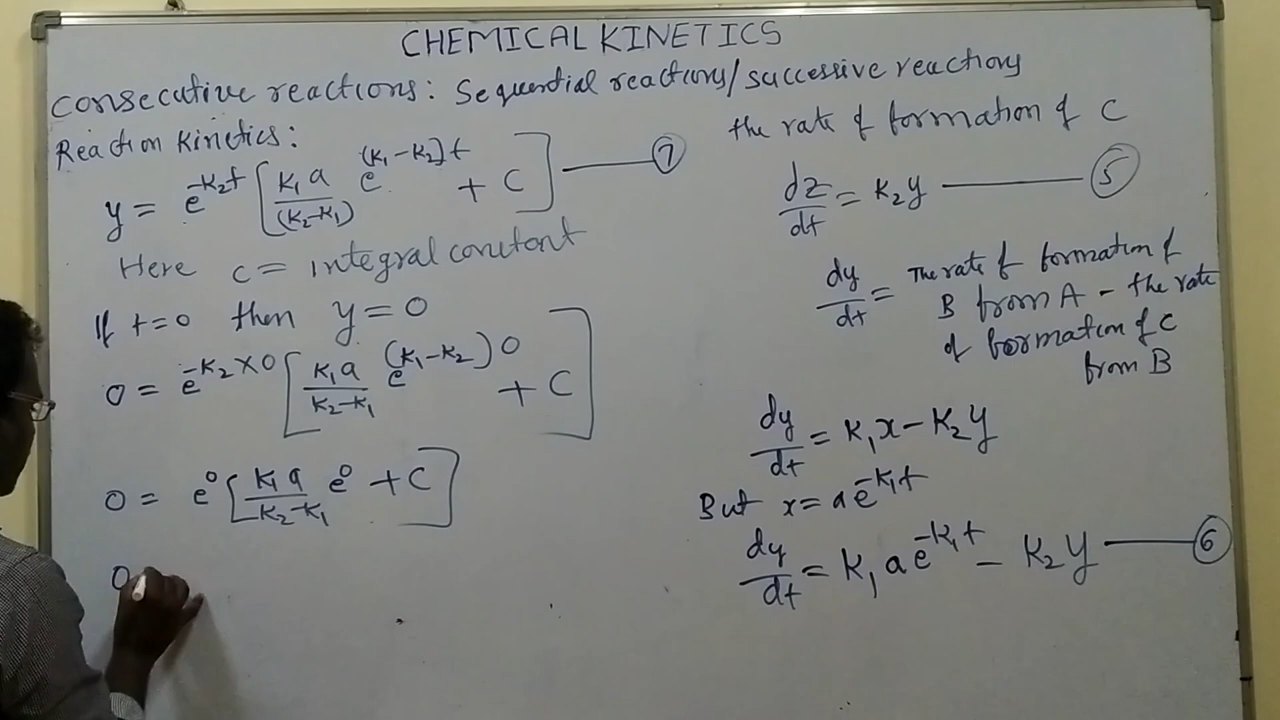 CHEMICAL KINETICS
Consecutive reactions: Sequential reactions/successive reactions
Reaction Kinetics:
y = e^-K₂t [K₁a/(K₂-K₁) e^(K₁-K₂)t + C] ⑦
Here c = integral constant
If t=0 then y=0
0 = e^-K₂×0 [K₁a/K₂-K₁ e^(K₁-K₂)0 + C]
0 = e⁰ [K₁a/K₂-K₁ e⁰ + C]
0
the rate of formation of C
dz/dt = K₂y ⑤
dy/dt = The rate of formation of
B from A - the rate
of formation of C
from B
dy/dt = K₁x - K₂y
But x = ae^-K₁t
dy/dt = K₁ae^-K₁t - K₂y ⑥